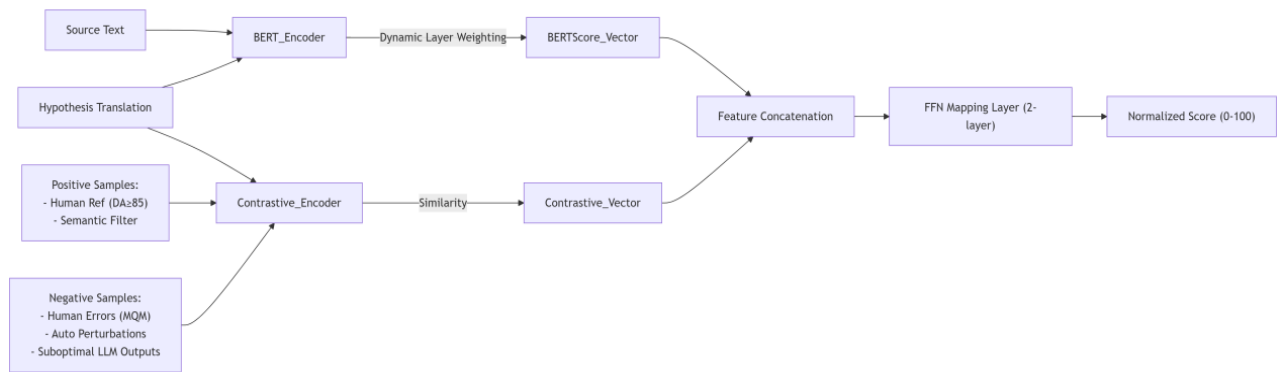 Source Text
BERT_Encoder
Dynamic Layer Weighting
BERTScore_Vector
Hypothesis Translation
Feature Concatenation
FFN Mapping Layer (2-
layer)
Normalized Score (0-100)
Positive Samples:
- Human Ref (DA≥85)
- Semantic Filter
Contrastive_Encoder
Similarity
Contrastive_Vector
Negative Samples:
- Human Errors (MQM)
- Auto Perturbations
- Suboptimal LLM Outputs